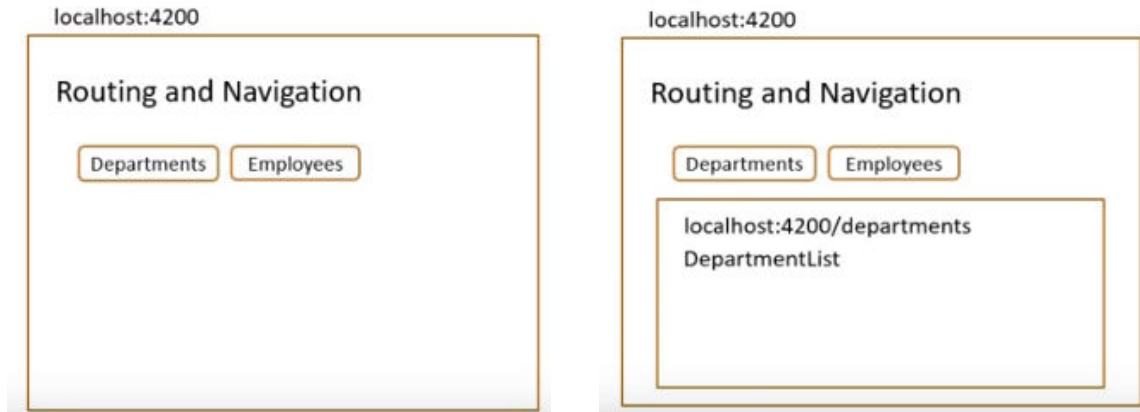 localhost:4200
Routing and Navigation
Departments Employees
localhost:4200
Routing and Navigation
Departments Employees
localhost:4200/departments
DepartmentList